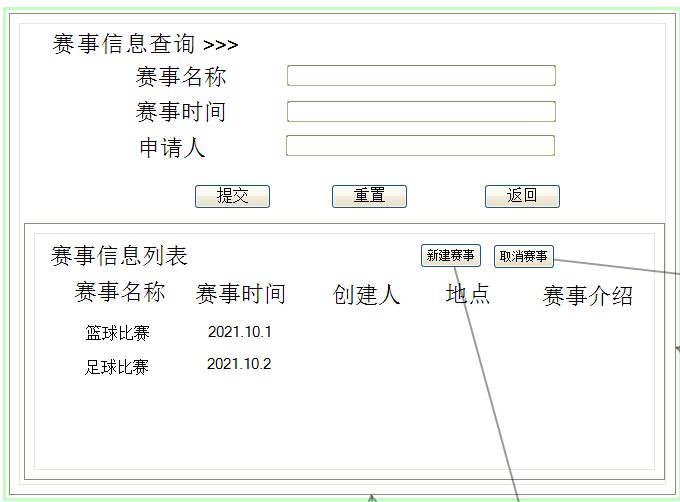 赛事信息查询 >>>
赛事名称
赛事时间
申请人
提交 重置 返回
赛事信息列表 新建赛事 取消赛事
赛事名称 赛事时间 创建人 地点 赛事介绍
篮球比赛 2021.10.1
足球比赛 2021.10.2